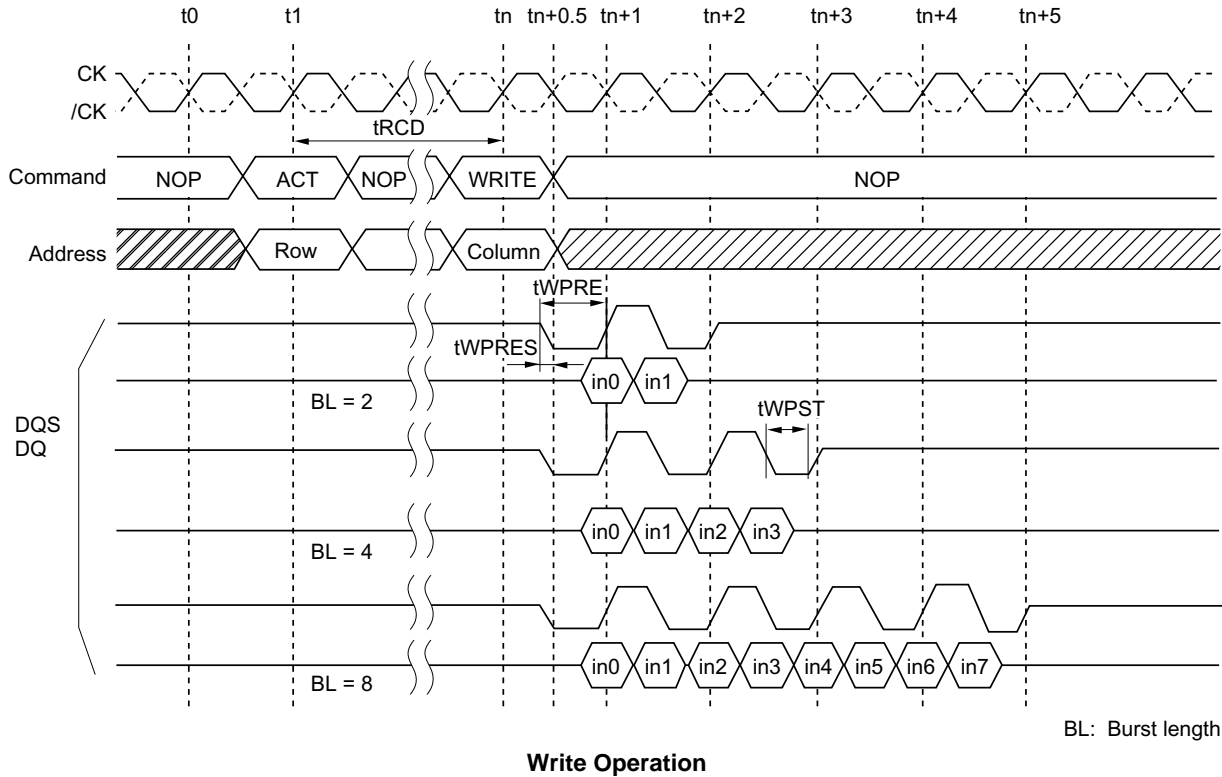 t0 t1 tn tn+0.5 tn+1 tn+2 tn+3 tn+4 tn+5
CK
/CK
tRCD
Command NOP ACT NOP WRITE NOP
Address Row Column
tWPRE
tWPRES
in0 in1
BL = 2
tWPST
DQS
DQ
in0 in1 in2 in3
BL = 4
in0 in1 in2 in3 in4 in5 in6 in7
BL = 8
BL: Burst length
Write Operation